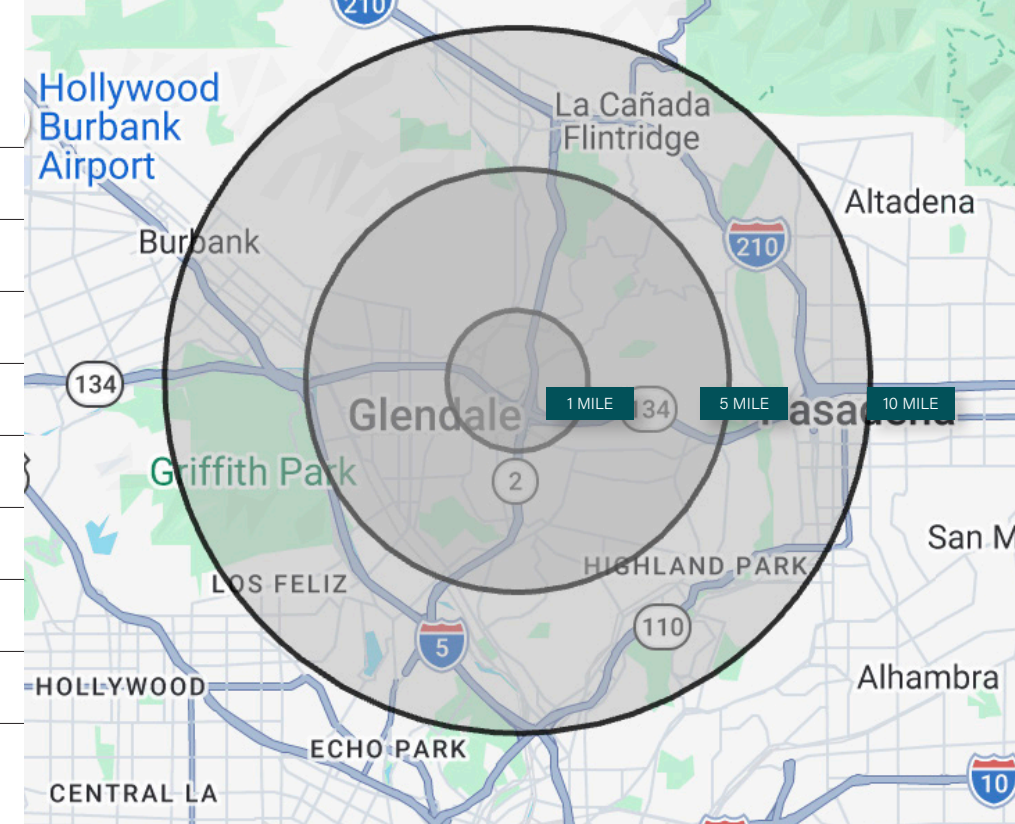 210
La Cañada
Flintridge
Hollywood
Burbank
Airport
Altadena
Burbank
210
134
1 MILE
134
5 MILE
Pasadena
10 MILE
Glendale
Griffith Park
2
San M
HIGHLAND PARK
LOS FELIZ
110
5
Alhambra
HOLLYWOOD
ECHO PARK
10
CENTRAL LA